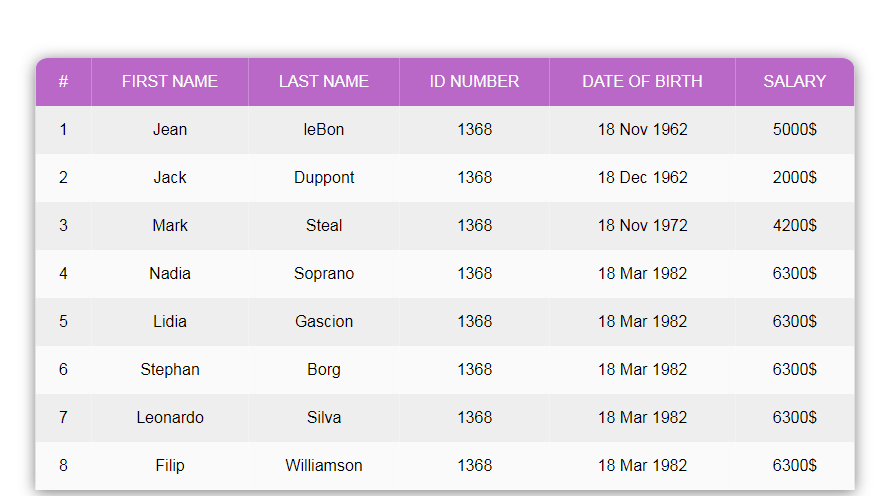 # FIRST NAME LAST NAME ID NUMBER DATE OF BIRTH SALARY
1 Jean leBon 1368 18 Nov 1962 5000$
2 Jack Duppont 1368 18 Dec 1962 2000$
3 Mark Steal 1368 18 Nov 1972 4200$
4 Nadia Soprano 1368 18 Mar 1982 6300$
5 Lidia Gascion 1368 18 Mar 1982 6300$
6 Stephan Borg 1368 18 Mar 1982 6300$
7 Leonardo Silva 1368 18 Mar 1982 6300$
8 Filip Williamson 1368 18 Mar 1982 6300$